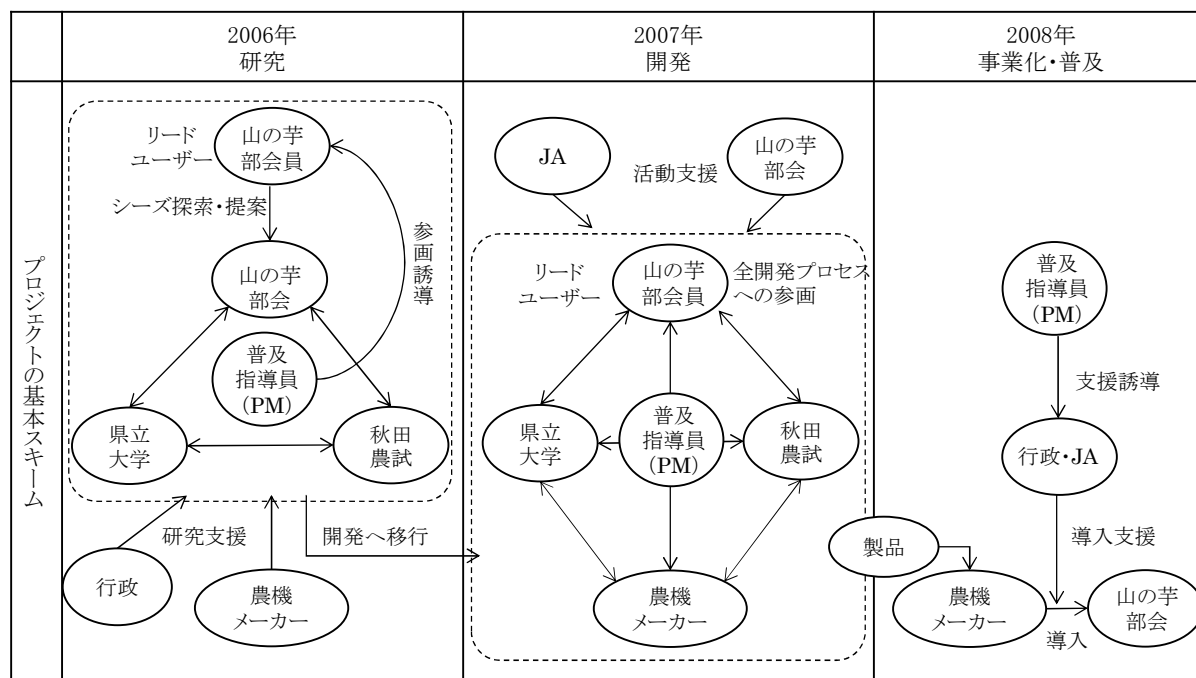 2006年
研究
2007年
開発
2008年
事業化・普及
プロジェクトの基本スキーム
リード
ユーザー
山の芋
部会員
シーズ探索・提案
山の芋
部会
参画誘導
普及
指導員
(PM)
県立
大学
秋田
農試
研究支援
開発へ移行
行政
農機
メーカー
JA
山の芋
部会
活動支援
リード
ユーザー
山の芋
部会員
全開発プロセス
への参画
県立
大学
普及
指導員
(PM)
秋田
農試
農機
メーカー
普及
指導員
(PM)
支援誘導
行政・JA
製品
導入支援
農機
メーカー
導入
山の芋
部会